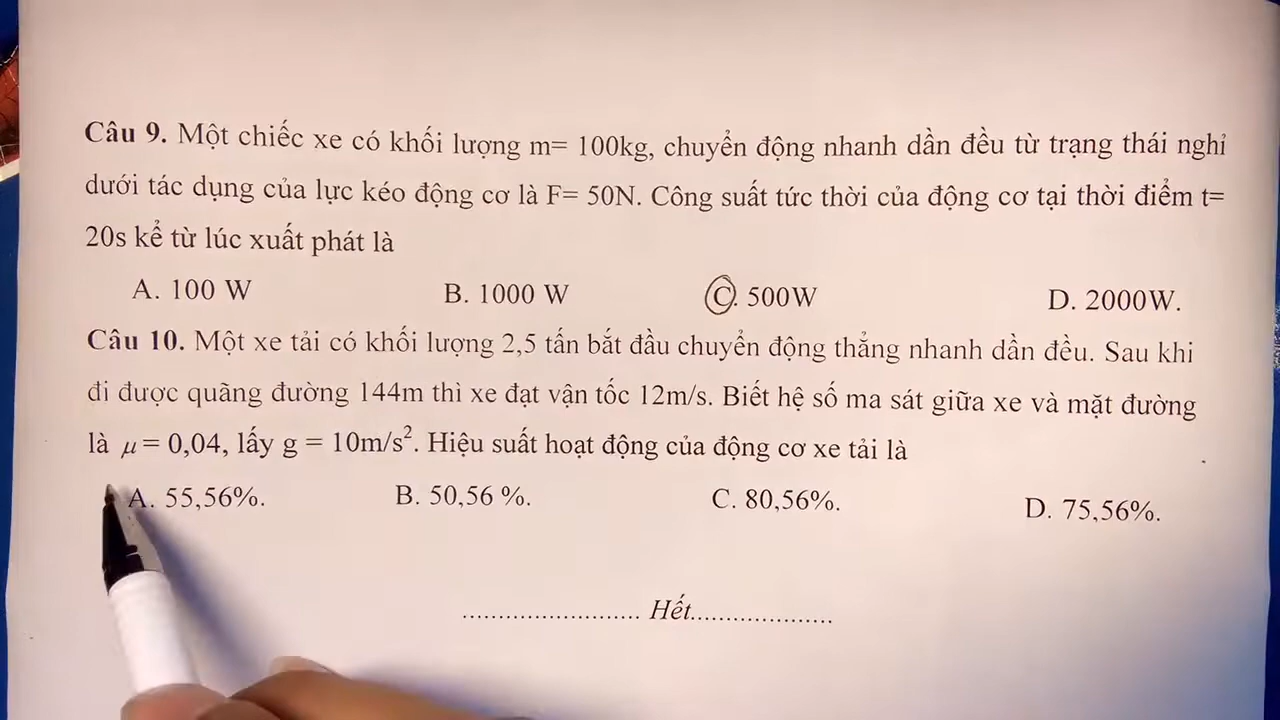 Câu 9. Một chiếc xe có khối lượng m= 100kg, chuyển động nhanh dần đều từ trạng thái nghỉ
dưới tác dụng của lực kéo động cơ là F= 50N. Công suất tức thời của động cơ tại thời điểm t=
20s kể từ lúc xuất phát là
A. 100 W B. 1000 W C. 500W D. 2000W.
Câu 10. Một xe tải có khối lượng 2,5 tấn bắt đầu chuyển động thẳng nhanh dần đều. Sau khi
đi được quãng đường 144m thì xe đạt vận tốc 12m/s. Biết hệ số ma sát giữa xe và mặt đường
là μ = 0,04, lấy g = 10m/s². Hiệu suất hoạt động của động cơ xe tải là
A. 55,56%. B. 50,56 %. C. 80,56%. D. 75,56%.
........................ Hết....................